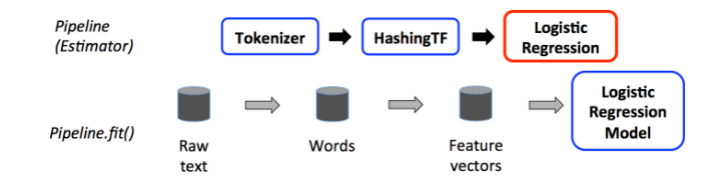 Pipeline
(Estimator)
Tokenizer
HashingTF
Logistic
Regression
Pipeline.fit()
Raw
text
Words
Feature
vectors
Logistic
Regression
Model